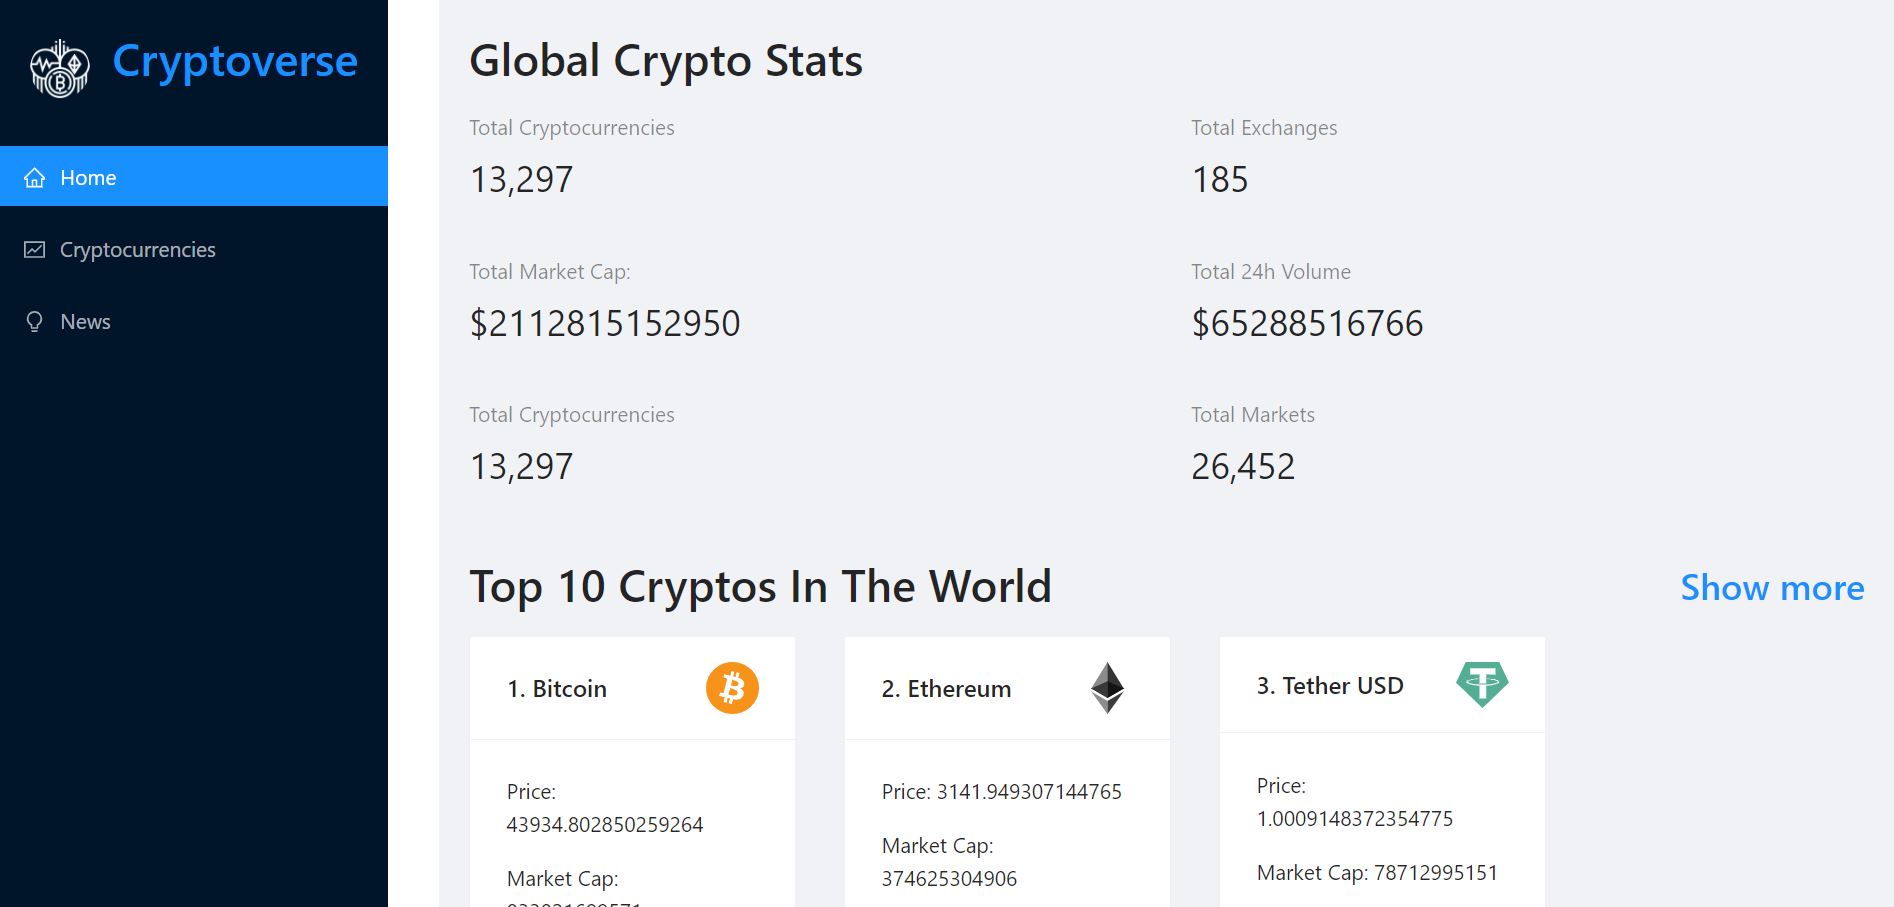 Cryptoverse
Home
Cryptocurrencies
News
Global Crypto Stats
Total Cryptocurrencies
13,297
Total Exchanges
185
Total Market Cap:
$2112815152950
Total 24h Volume
$65288516766
Total Cryptocurrencies
13,297
Total Markets
26,452
Top 10 Cryptos In The World
Show more
1. Bitcoin
Price:
43934.802850259264
Market Cap:
2. Ethereum
Price: 3141.949307144765
Market Cap:
374625304906
3. Tether USD
Price:
1.0009148372354775
Market Cap: 78712995151